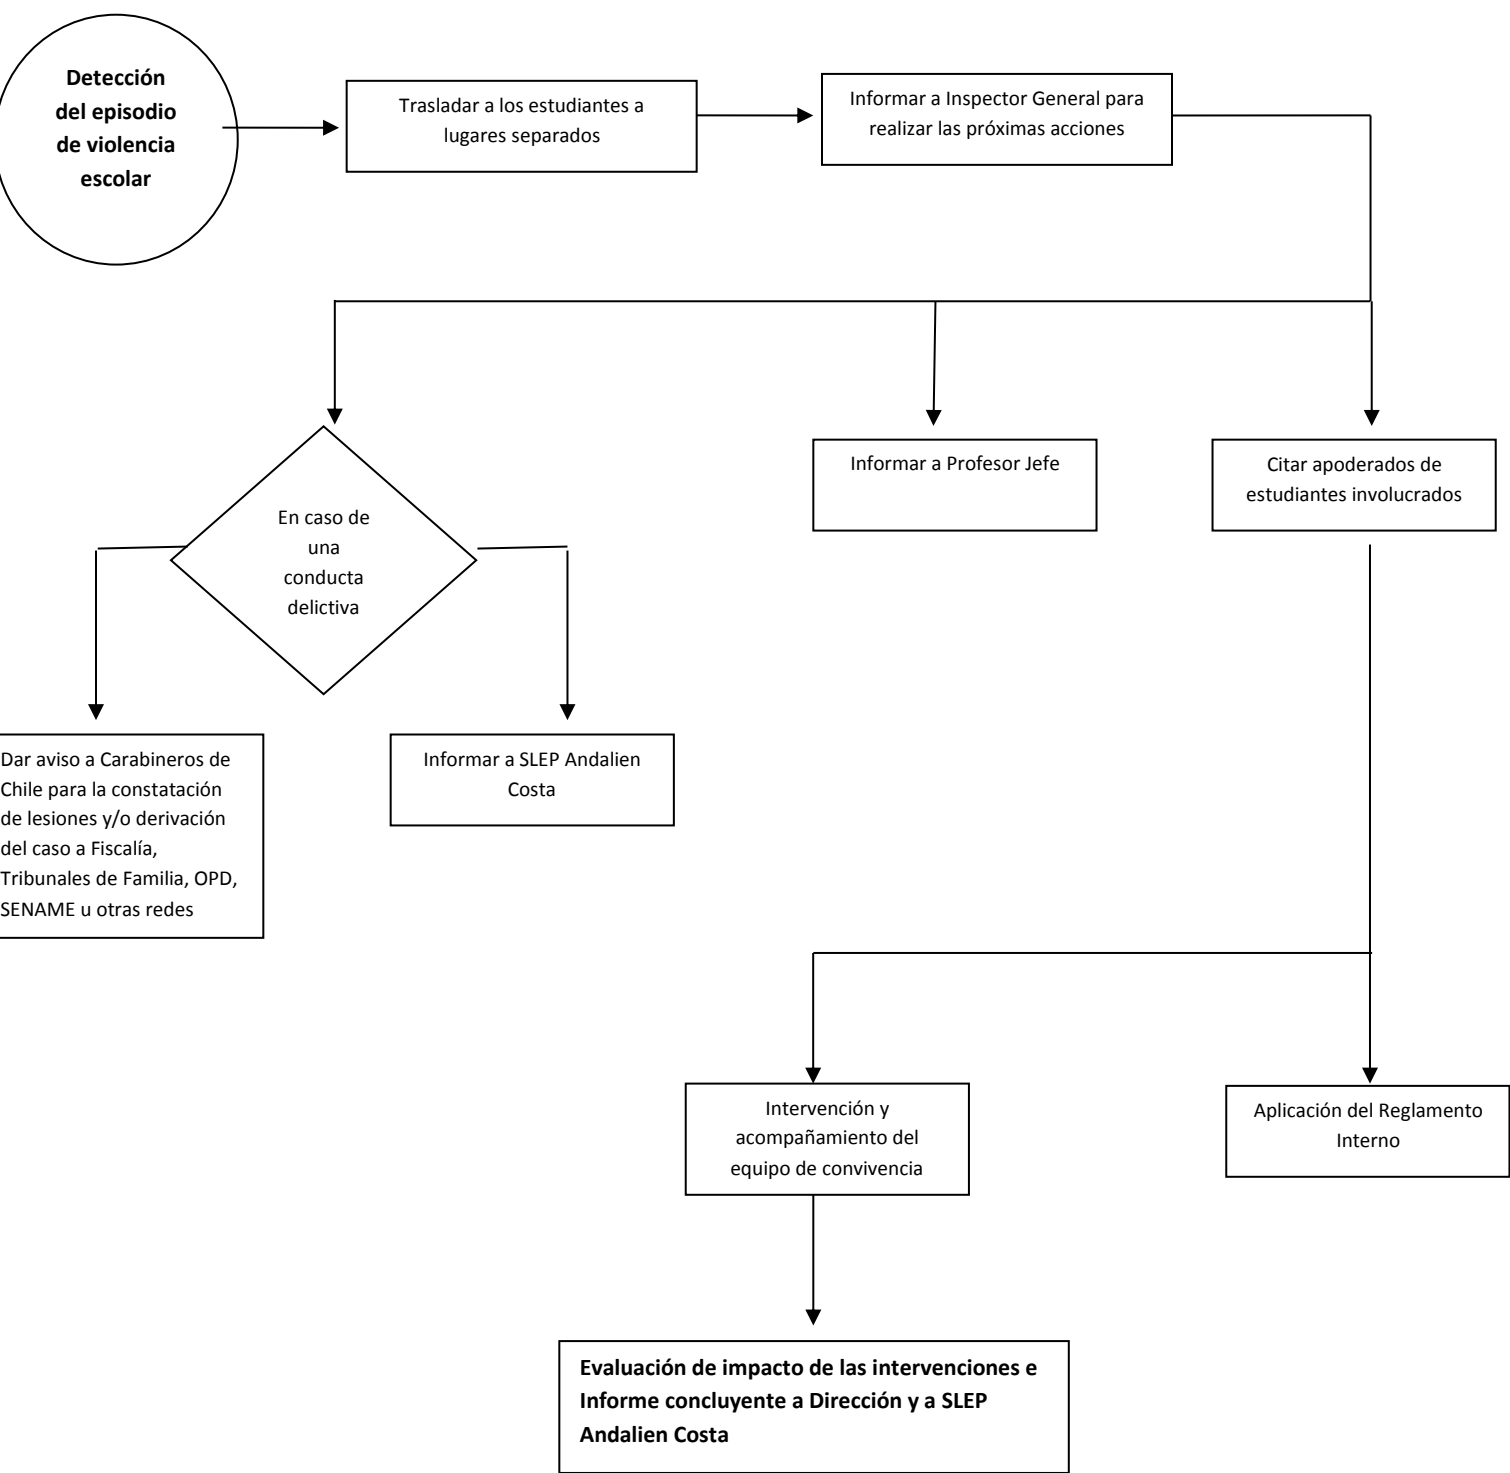 Detección
del episodio
de violencia
escolar
Trasladar a los estudiantes a
lugares separados
Informar a Inspector General para
realizar las próximas acciones
En caso de
una
conducta
delictiva
Informar a Profesor Jefe
Citar apoderados de
estudiantes involucrados
Dar aviso a Carabineros de
Chile para la constatación
de lesiones y/o derivación
del caso a Fiscalía,
Tribunales de Familia, OPD,
SENAME u otras redes
Informar a SLEP Andalien
Costa
Intervención y
acompañamiento del
equipo de convivencia
Aplicación del Reglamento
Interno
Evaluación de impacto de las intervenciones e
Informe concluyente a Dirección y a SLEP
Andalien Costa